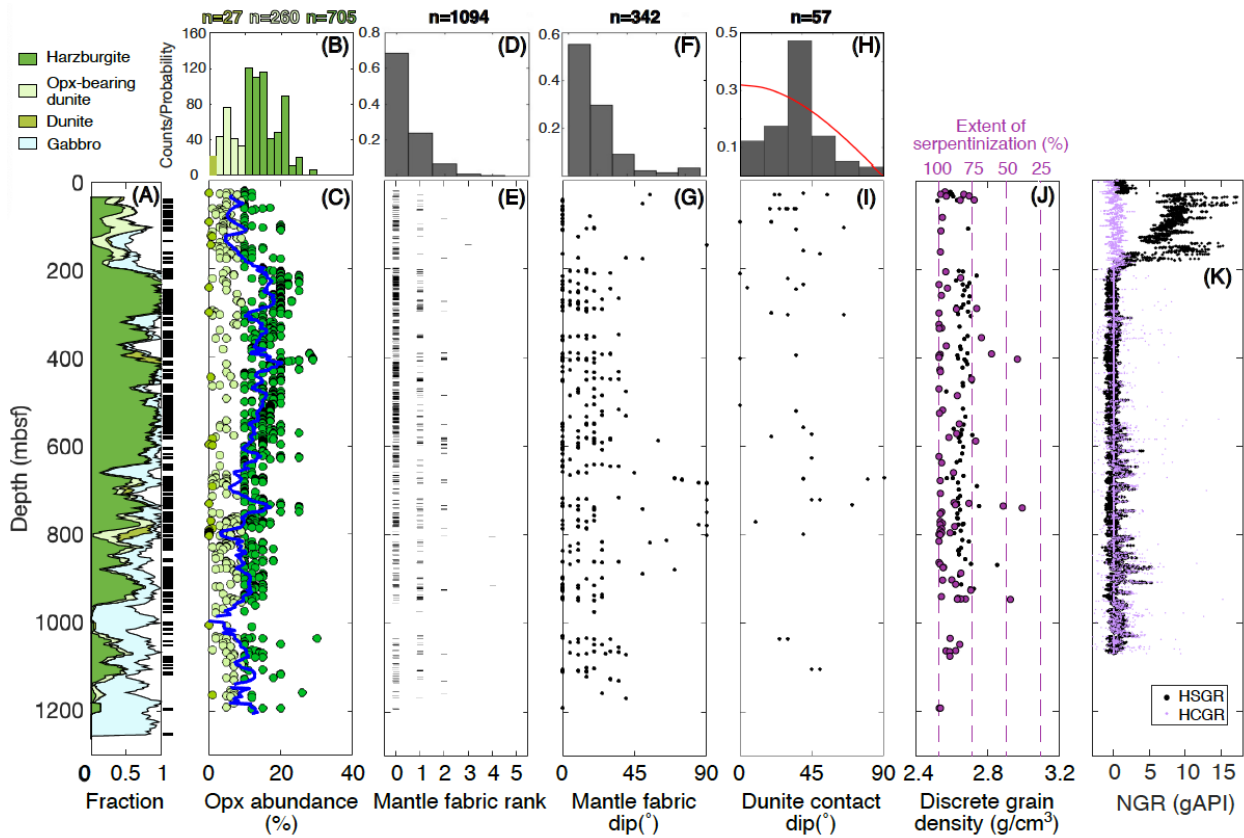 n=27 n=260 n=705
n=1094
n=342
n=57
Harzburgite
Opx-bearing
dunite
Dunite
Gabbro
Counts/Probability
160
120
80
40
(B)
0.8
0.6
0.4
0.2
(D)
0.6
0.4
0.2
(F)
0.5
0.3
0.1
(H)
Extent of
serpentinization (%)
100 75 50 25
Depth (mbsf)
0
200
400
600
800
1000
1200
(A)
(C)
(E)
(G)
(I)
(J)
(K)
HSGR
HCGR
0 0.5 1
Fraction
0 20 40
Opx abundance
(%)
0 1 2 3 4 5
Mantle fabric rank
0 45 90
Mantle fabric
dip(°)
0 45 90
Dunite contact
dip(°)
2.4 2.8 3.2
Discrete grain
density (g/cm³)
0 5 10 15
NGR (gAPI)